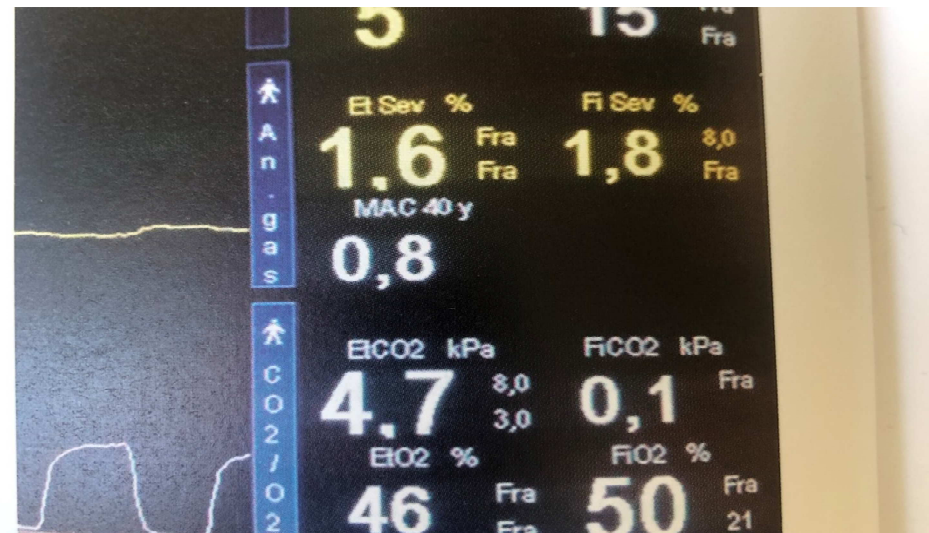 5 15
Fra
An.gas
Et Sev % Fi Sev %
1.6 Fra 1,8 8,0
Fra Fra
MAC 40 y
0,8
CO2/O2
EtCO2 kPa FiCO2 kPa
4.7 8,0 0,1 Fra
3,0
EtO2 % FiO2 %
46 Fra 50 Fra
Fra 21